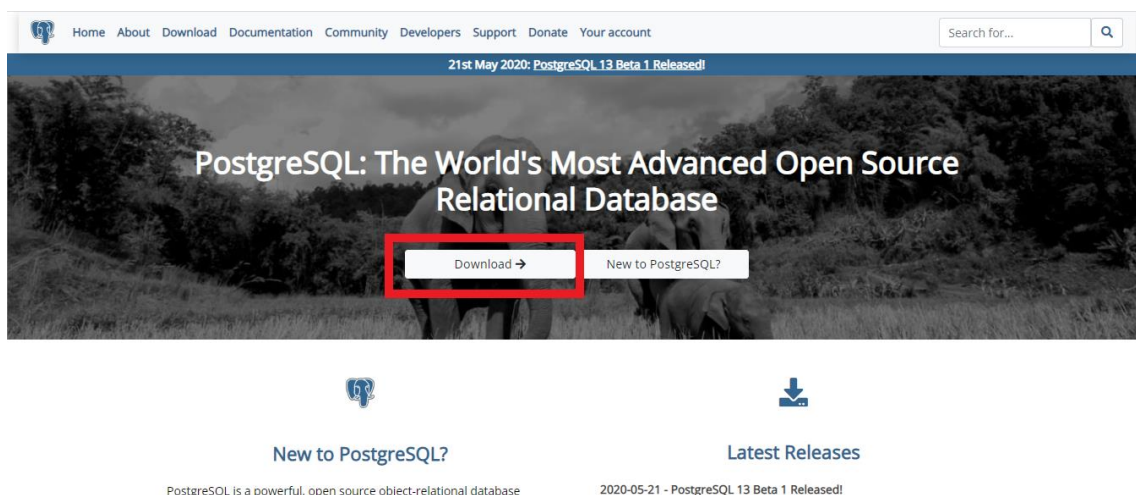 Home About Download Documentation Community Developers Support Donate Your account
Search for...
21st May 2020: PostgreSQL 13 Beta 1 Released!
PostgreSQL: The World's Most Advanced Open Source
Relational Database
Download →
New to PostgreSQL?
New to PostgreSQL?
Latest Releases
PostgreSQL is a powerful, open source object-relational database
2020-05-21 - PostgreSQL 13 Beta 1 Released!